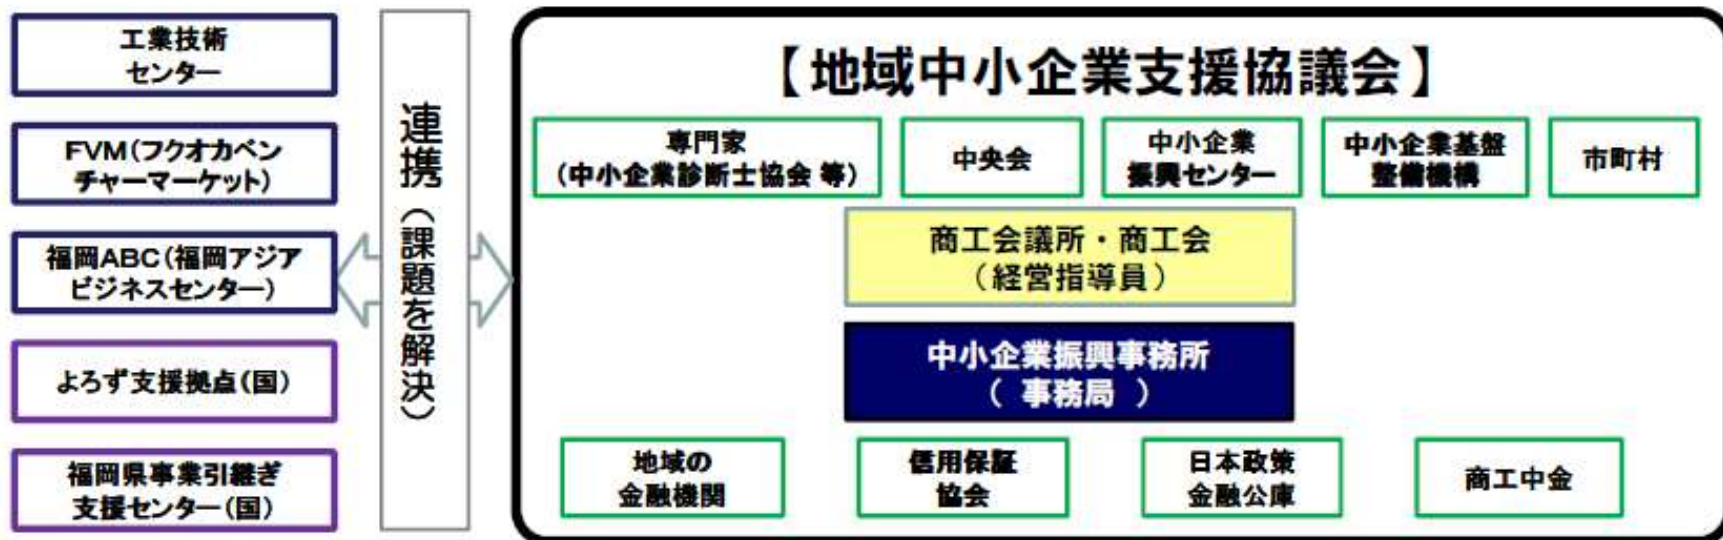 工業技術
センター
FVM(フクオカベン
チャーマーケット)
福岡ABC(福岡アジア
ビジネスセンター)
よろず支援拠点(国)
福岡県事業引継ぎ
支援センター(国)
連携(課題を解決)
【地域中小企業支援協議会】
専門家
(中小企業診断士協会 等)
中央会
中小企業
振興センター
中小企業基盤
整備機構
市町村
商工会議所・商工会
(経営指導員)
中小企業振興事務所
( 事務局 )
地域の
金融機関
信用保証
協会
日本政策
金融公庫
商工中金